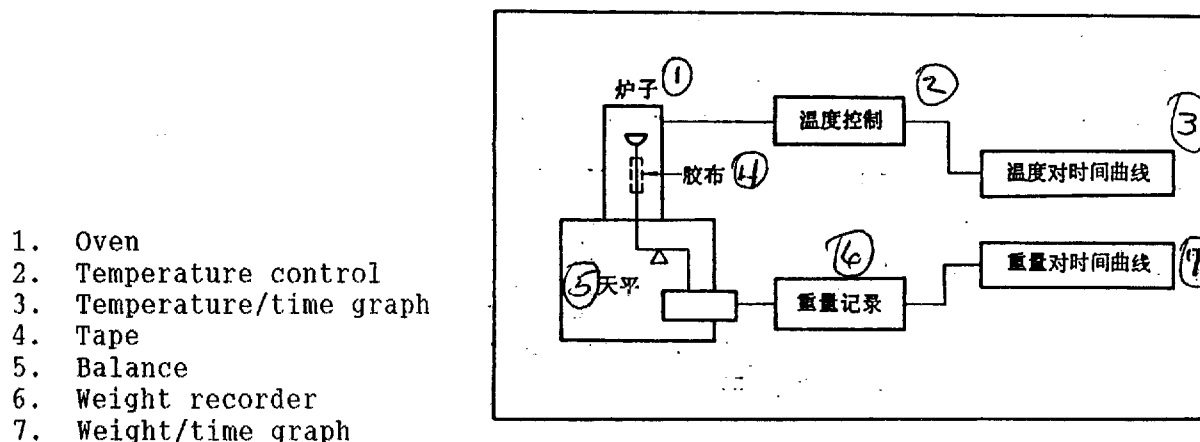 1. Oven
2. Temperature control
3. Temperature/time graph
4. Tape
5. Balance
6. Weight recorder
7. Weight/time graph
炉子 1
2
温度控制
3
温度对时间曲线
胶布 4
6
7
重量对时间曲线
5 天平
重量记录